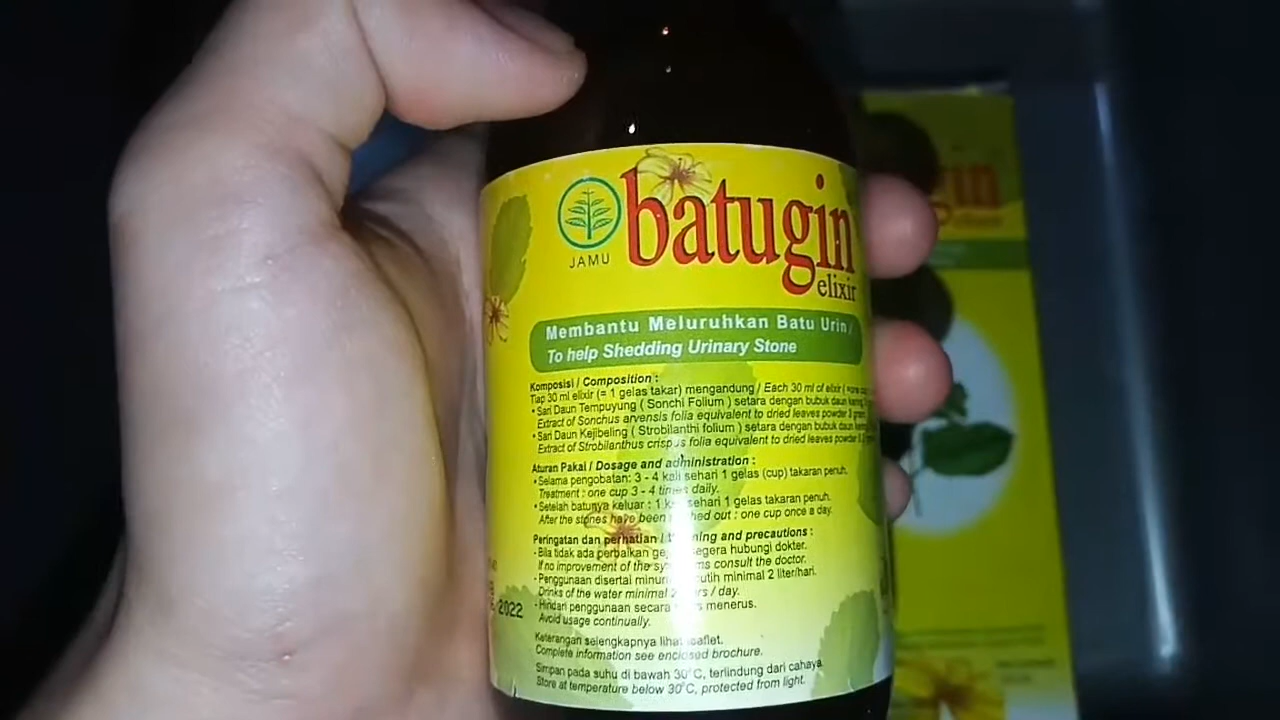 batugin
elixir
JAMU
Membantu Meluruhkan Batu Urin /
To help Shedding Urinary Stone
Komposisi / Composition :
Tiap 30 ml elixir (= 1 gelas takar) mengandung / Each 30 ml of elixir (
• Sari Daun Tempuyung ( Sonchi Folium ) setara dengan bubuk daun
Extract of Sonchus arvensis folia equivalent to dried leaves powder 3
• Sari Daun Kejibeling ( Strobilanthi folium ) setara dengan bubuk daun
Extract of Strobilanthus crispus folia equivalent to dried leaves powder
Aturan Pakai / Dosage and administration :
• Selama pengobatan: 3 - 4 kali sehari 1 gelas (cup) takaran penuh.
Treatment : one cup 3 - 4 times daily.
• Setelah batunya keluar : 1 sehari 1 gelas takaran penuh.
After the stones have been out : one cup once a day.
Peringatan dan perhatian / and precautions :
- Bila tidak ada perbaikan segera hubungi dokter.
If no improvement of the consult the doctor.
- Penggunaan disertai minum minimal 2 liter/hari.
Drinks of the water minimal 2 / day.
- Hindari penggunaan secara menerus.
Avoid usage continually.
2022
Keterangan selengkapnya lihat leaflet.
Complete information see enclosed brochure.
Simpan pada suhu di bawah 30°C, terlindung dari cahaya.
Store at temperature below 30°C, protected from light.
gin